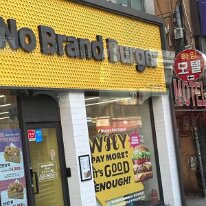 No Brand Burger
WHY
PAY MORE?
It's GOOD
ENOUGH!
모텔
MOTEL